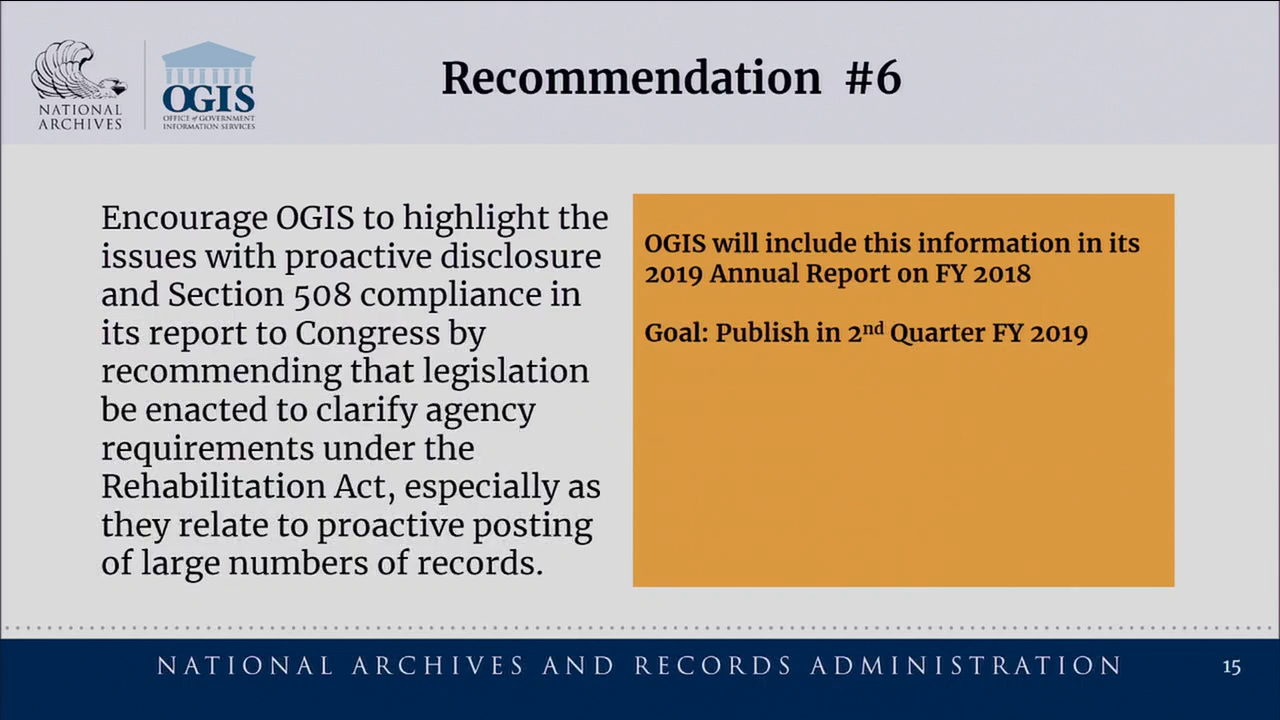 Recommendation #6
NATIONAL
ARCHIVES
OGIS
OFFICE of GOVERNMENT
INFORMATION SERVICES
Encourage OGIS to highlight the
issues with proactive disclosure
and Section 508 compliance in
its report to Congress by
recommending that legislation
be enacted to clarify agency
requirements under the
Rehabilitation Act, especially as
they relate to proactive posting
of large numbers of records.
OGIS will include this information in its
2019 Annual Report on FY 2018
Goal: Publish in 2nd Quarter FY 2019
NATIONAL ARCHIVES AND RECORDS ADMINISTRATION
15